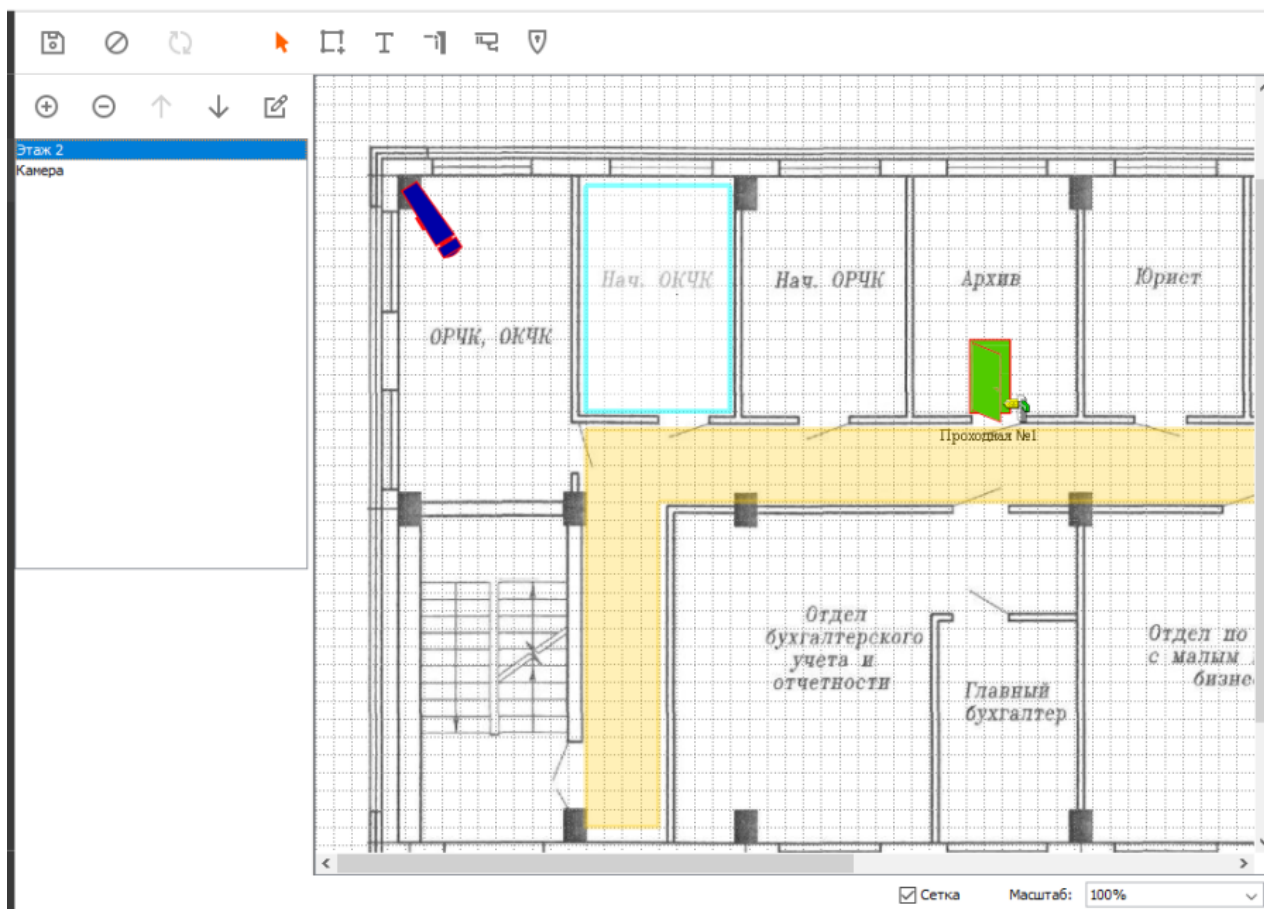 Этаж 2
Камера
Нач. ОКЧК
Нач. ОРЧК
Архив
Юрист
ОРЧК, ОКЧК
Проходная №1
Отдел
бухгалтерского
учета и
отчетности
Главный
бухгалтер
Отдел по
с малым
бизне
Сетка
Масштаб:
100%